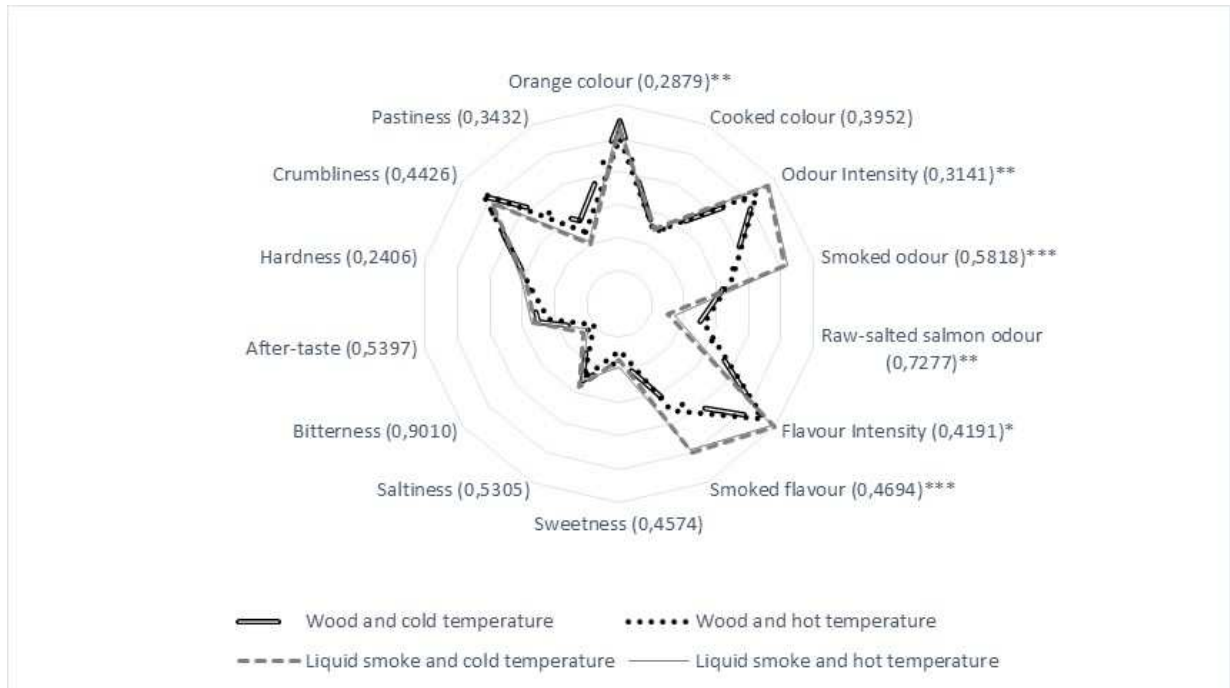 Orange colour (0,2879)**
Pastiness (0,3432)
Cooked colour (0,3952)
Crumbliness (0,4426)
Odour Intensity (0,3141)**
Hardness (0,2406)
Smoked odour (0,5818)***
After-taste (0,5397)
Raw-salted salmon odour
(0,7277)**
Bitterness (0,9010)
Flavour Intensity (0,4191)*
Saltiness (0,5305)
Smoked flavour (0,4694)***
Sweetness (0,4574)
Wood and cold temperature
Wood and hot temperature
Liquid smoke and cold temperature
Liquid smoke and hot temperature